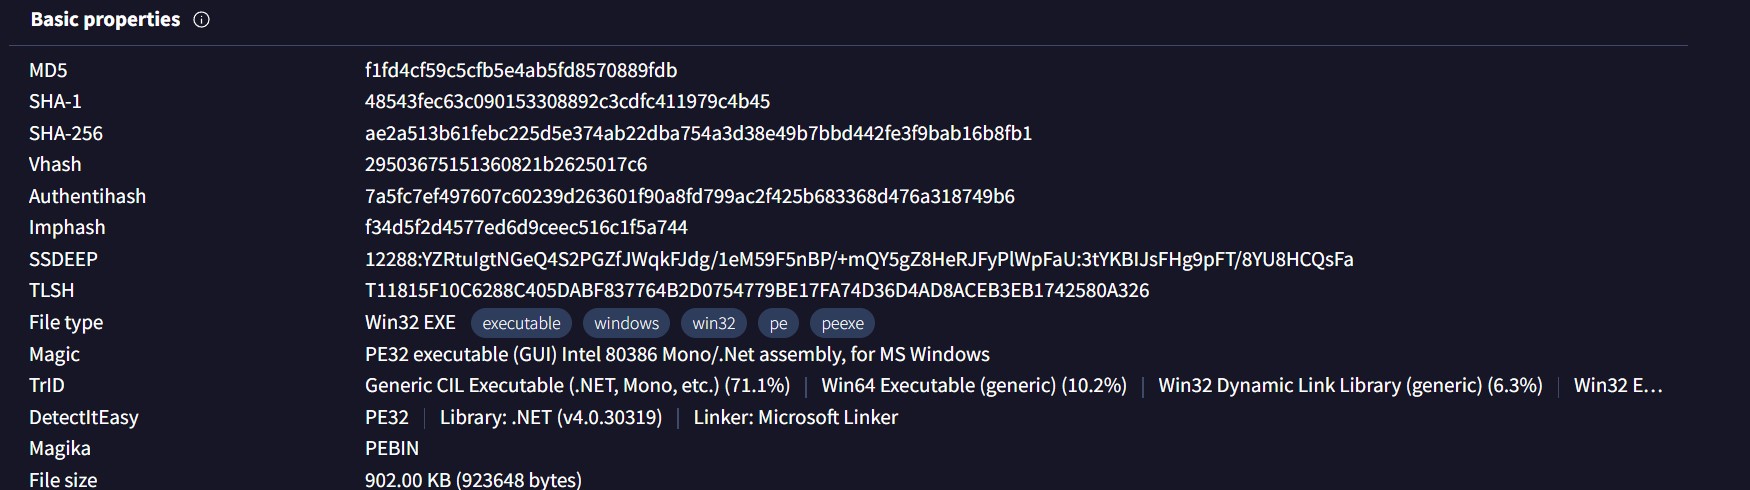 Basic properties
MD5 f1fd4cf59c5cfb5e4ab5fd8570889fdb
SHA-1 48543fec63c090153308892c3cdfc411979c4b45
SHA-256 ae2a513b61febc225d5e374ab22dba754a3d38e49b7bbd442fe3f9bab16b8fb1
Vhash 29503675151360821b2625017c6
Authentihash 7a5fc7ef497607c60239d263601f90a8fd799ac2f425b683368d476a318749b6
Imphash f34d5f2d4577ed6d9ceec516c1f5a744
SSDEEP 12288:YZRtuIgtNGeQ4S2PGZfJWqkFJdg/1eM59F5nBP/+mQY5gZ8HeRJFyPlWpFaU:3tYKBIJsFHg9pFT/8YU8HCQsFa
TLSH T11815F10C6288C405DABF837764B2D0754779BE17FA74D36D4AD8ACEB3EB1742580A326
File type Win32 EXE executable windows win32 pe peexe
Magic PE32 executable (GUI) Intel 80386 Mono/.Net assembly, for MS Windows
TrID Generic CIL Executable (.NET, Mono, etc.) (71.1%) | Win64 Executable (generic) (10.2%) | Win32 Dynamic Link Library (generic) (6.3%) | Win32 E…
DetectItEasy PE32 | Library: .NET (v4.0.30319) | Linker: Microsoft Linker
Magika PEBIN
File size 902.00 KB (923648 bytes)